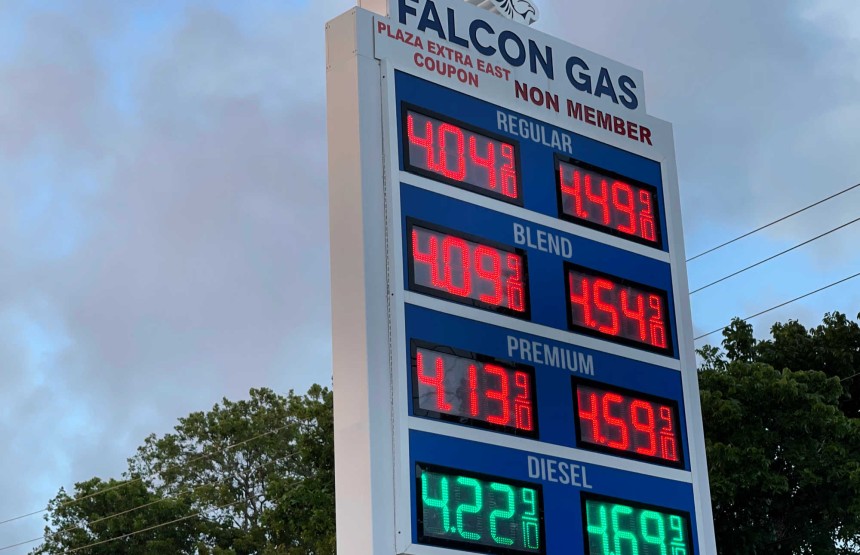 FALCON GAS
PLAZA EXTRA EAST
COUPON
NON MEMBER
REGULAR
4.04 9/10 4.49 9/10
BLEND
4.09 9/10 4.54 9/10
PREMIUM
4.13 9/10 4.59 9/10
DIESEL
4.22 9/10 4.69 9/10